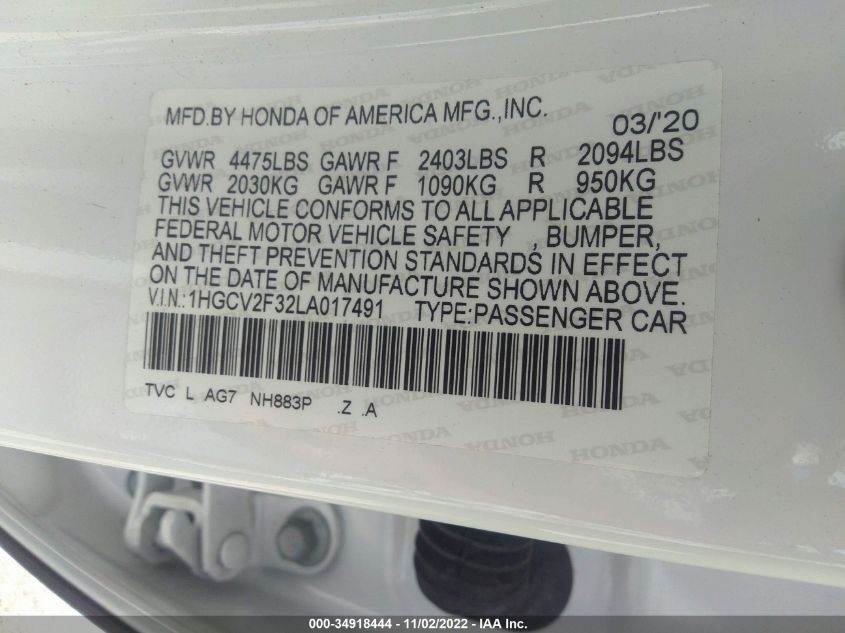 MFD.BY HONDA OF AMERICA MFG.,INC.
03/'20
GVWR 4475LBS GAWR F 2403LBS R 2094LBS
GVWR 2030KG GAWR F 1090KG R 950KG
THIS VEHICLE CONFORMS TO ALL APPLICABLE
FEDERAL MOTOR VEHICLE SAFETY , BUMPER,
AND THEFT PREVENTION STANDARDS IN EFFECT
ON THE DATE OF MANUFACTURE SHOWN ABOVE.
V.I.N.:1HGCV2F32LA017491 TYPE:PASSENGER CAR
TVC L AG7 NH883P .Z .A
000-34918444 - 11/02/2022 - IAA Inc.